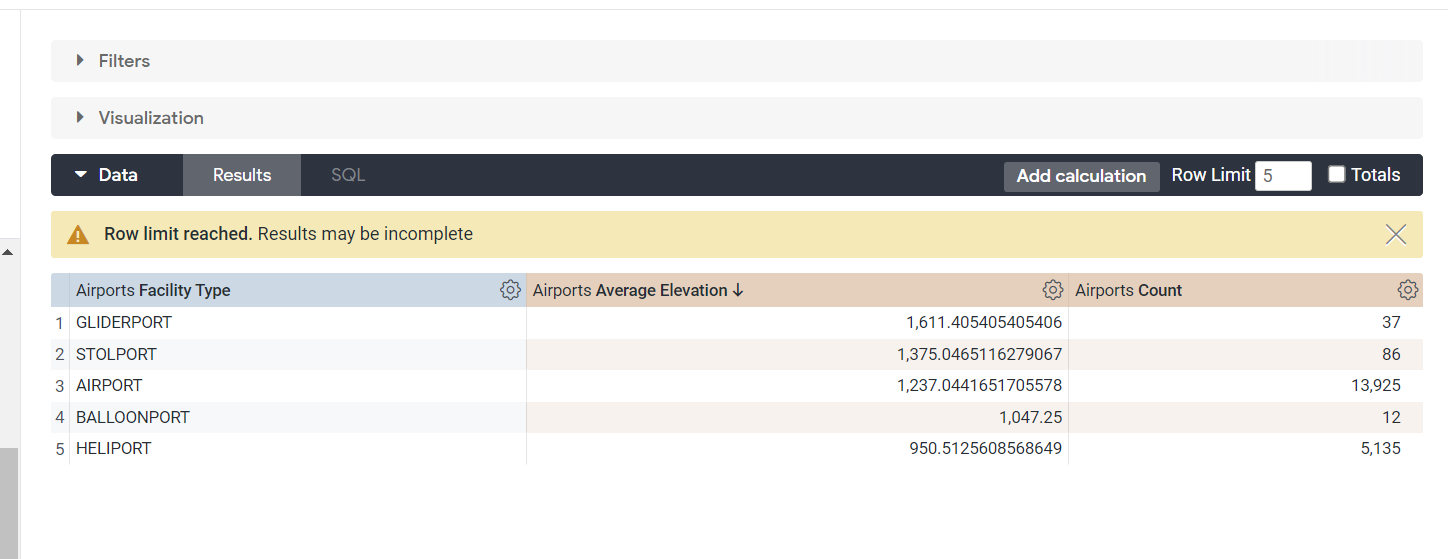 Filters
Visualization
Data Results SQL Add calculation Row Limit 5 Totals
Row limit reached. Results may be incomplete
Airports Facility Type Airports Average Elevation ↓ Airports Count
1 GLIDERPORT 1,611.405405405406 37
2 STOLPORT 1,375.0465116279067 86
3 AIRPORT 1,237.0441651705578 13,925
4 BALLOONPORT 1,047.25 12
5 HELIPORT 950.5125608568649 5,135